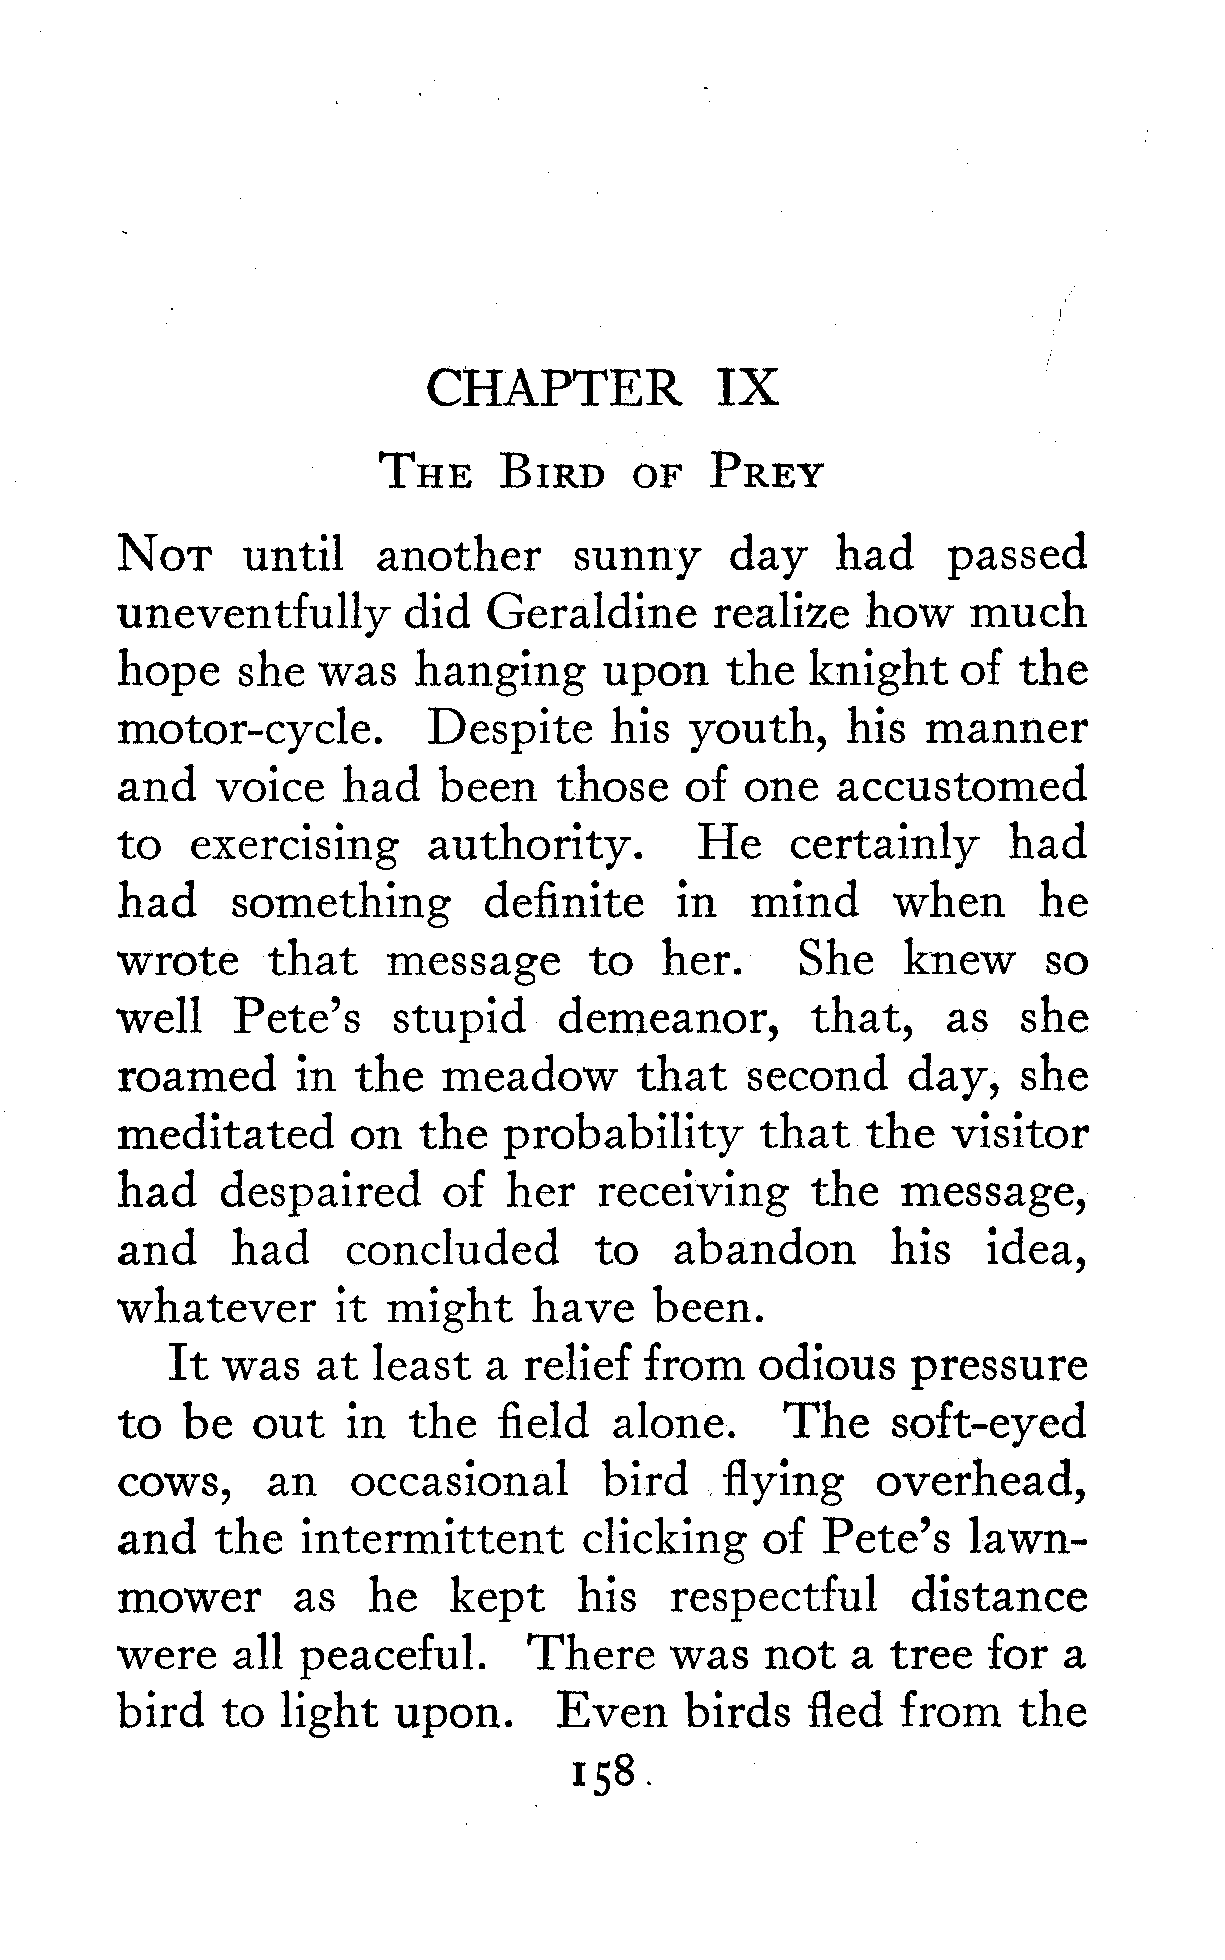 CHAPTER IX
THE BIRD OF PREY
NOT until another sunny day had passed
uneventfully did Geraldine realize how much
hope she was hanging upon the knight of the
motor-cycle. Despite his youth, his manner
and voice had been those of one accustomed
to exercising authority. He certainly had
had something definite in mind when he
wrote that message to her. She knew so
well Pete's stupid demeanor, that, as she
roamed in the meadow that second day, she
meditated on the probability that the visitor
had despaired of her receiving the message,
and had concluded to abandon his idea,
whatever it might have been.
It was at least a relief from odious pressure
to be out in the field alone. The soft-eyed
cows, an occasional bird flying overhead,
and the intermittent clicking of Pete's lawn-
mower as he kept his respectful distance
were all peaceful. There was not a tree for a
bird to light upon. Even birds fled from the
158